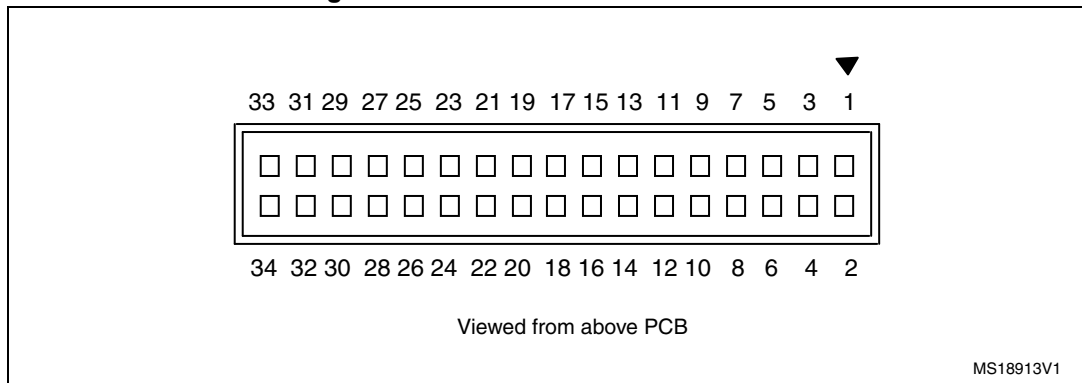 33 31 29 27 25 23 21 19 17 15 13 11 9 7 5 3 1
34 32 30 28 26 24 22 20 18 16 14 12 10 8 6 4 2
Viewed from above PCB
MS18913V1